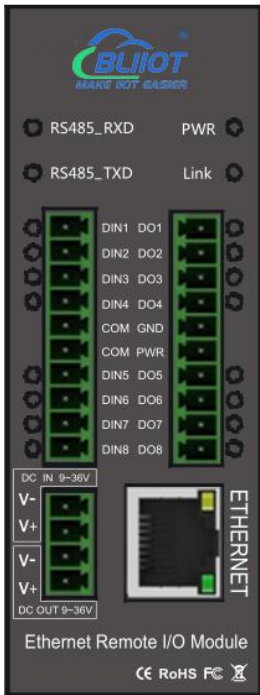 BLIIOT
MAKE IIOT EASIER
RS485_RXD PWR
RS485_TXD Link
DIN1 DO1
DIN2 DO2
DIN3 DO3
DIN4 DO4
COM GND
COM PWR
DIN5 DO5
DIN6 DO6
DIN7 DO7
DIN8 DO8
DC IN 9~36V
V-
V+
V-
V+
DC OUT 9~36V
ETHERNET
Ethernet Remote I/O Module
CE RoHS FC